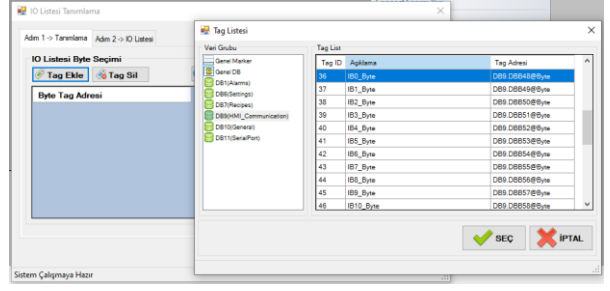 IO Listesi Tanımlama
Adm 1 -> Tanımlama Adm 2 -> IO Listesi
IO Listesi Byte Seçimi
Tag Ekle Tag Sil
Byte Tag Adresi
Sistem Çalışmaya Hazır
Tag Listesi
Veri Grubu
Genel Marker
Genel DB
DB1(Alarms)
DB6(Settings)
DB7(Recipes)
DB9(HMI_Communication)
DB10(General)
DB11(SerialPort)
Tag List
Tag ID Açıklama Tag Adresi
36 IB0_Byte DB9.DBB48@Byte
37 IB1_Byte DB9.DBB49@Byte
38 IB2_Byte DB9.DBB50@Byte
39 IB3_Byte DB9.DBB51@Byte
40 IB4_Byte DB9.DBB52@Byte
41 IB5_Byte DB9.DBB53@Byte
42 IB6_Byte DB9.DBB54@Byte
43 IB7_Byte DB9.DBB55@Byte
44 IB8_Byte DB9.DBB56@Byte
45 IB9_Byte DB9.DBB57@Byte
46 IB10_Byte DB9.DBB58@Byte
SEÇ İPTAL